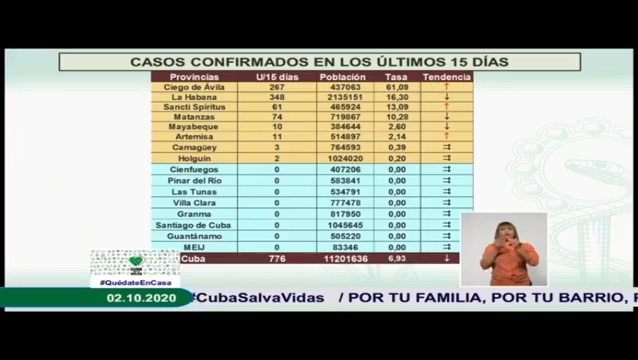 CASOS CONFIRMADOS EN LOS ÚLTIMOS 15 DÍAS
Provincias U/15 días Población Tasa Tendencia
Ciego de Ávila 267 437063 61,09 ↑
La Habana 348 2135151 16,30 ↓
Sancti Spíritus 61 465924 13,09 ↑
Matanzas 74 719867 10,28 ↓
Mayabeque 10 384644 2,60 ↓
Artemisa 11 514897 2,14 ↑
Camagüey 3 764593 0,39 ⇉
Holguín 2 1024020 0,20 ⇉
Cienfuegos 0 407206 0,00 ⇉
Pinar del Río 0 583841 0,00 ⇉
Las Tunas 0 534791 0,00 ⇉
Villa Clara 0 777478 0,00 ⇉
Granma 0 817950 0,00 ⇉
Santiago de Cuba 0 1045645 0,00 ⇉
Guantánamo 0 505220 0,00 ⇉
MEIJ 0 83346 0,00 ⇉
Cuba 776 11201636 6,93 ↓
#QuédateEnCasa
02.10.2020 #CubaSalvaVidas / POR TU FAMILIA, POR TU BARRIO,